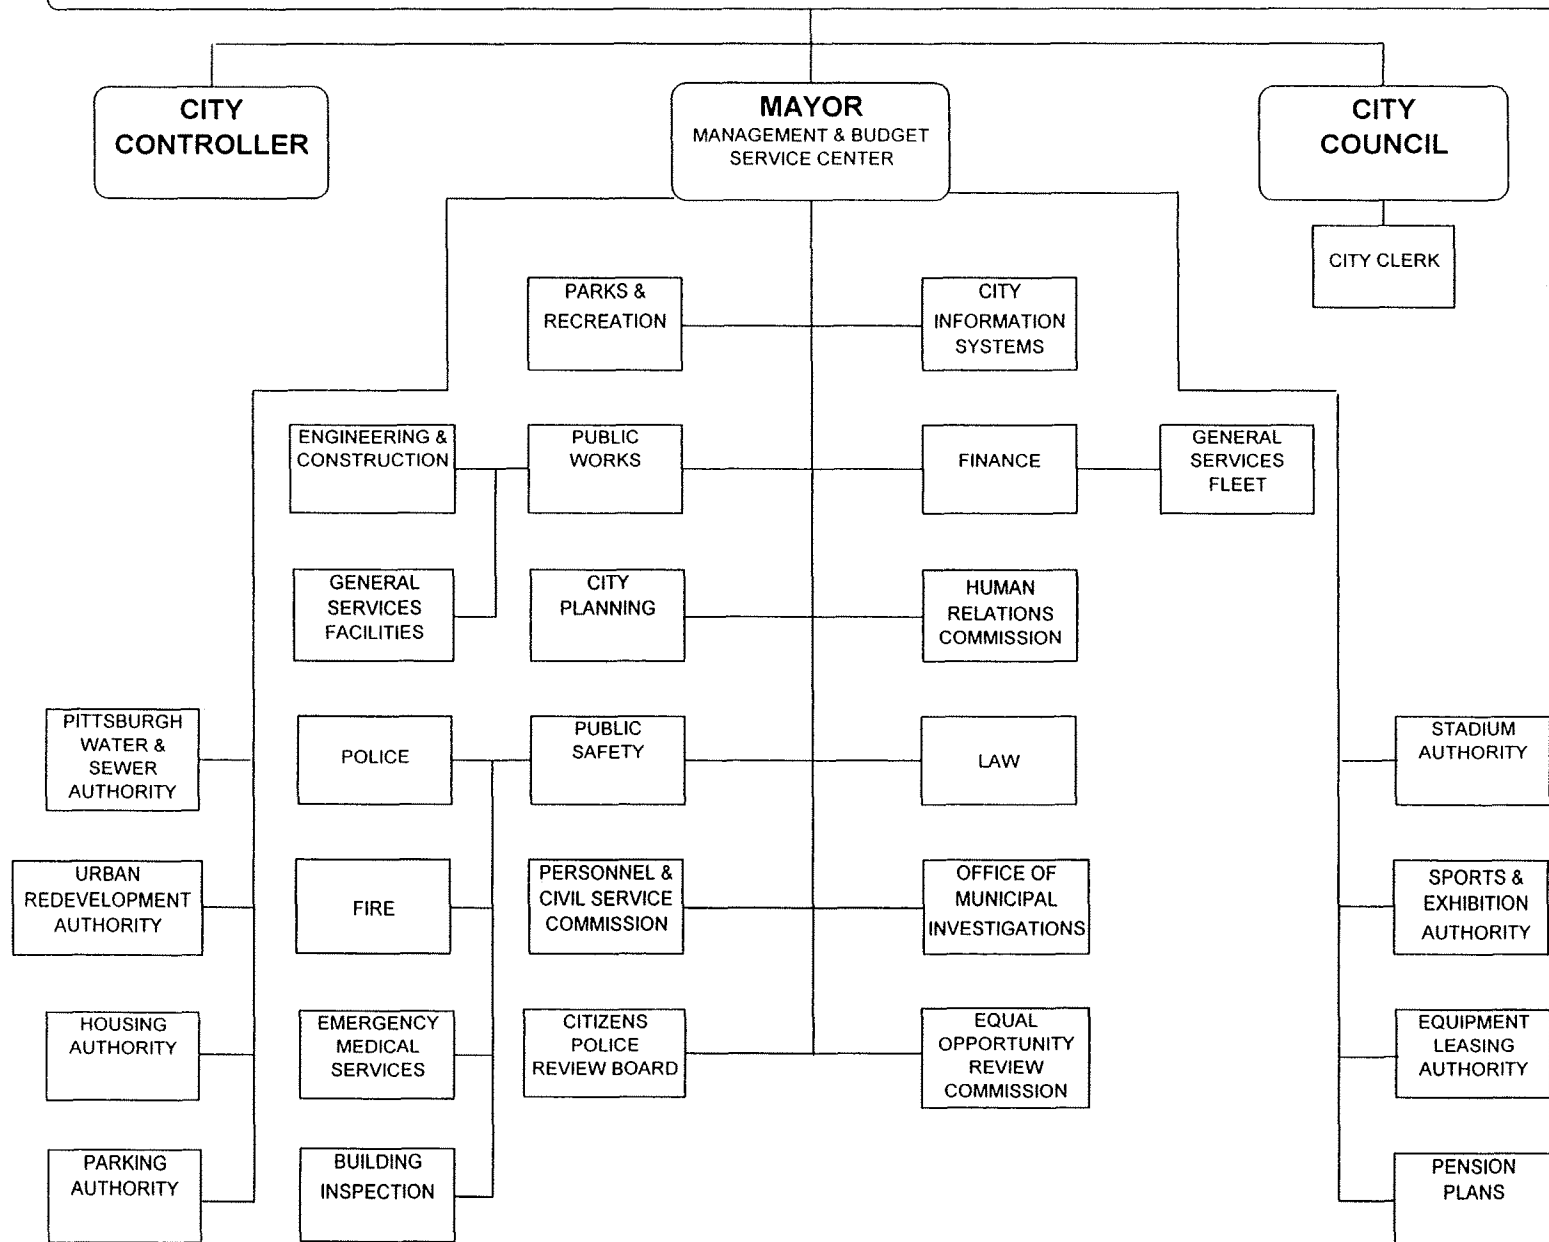 CITY
CONTROLLER
MAYOR
MANAGEMENT & BUDGET
SERVICE CENTER
CITY
COUNCIL
CITY CLERK
PARKS &
RECREATION
CITY
INFORMATION
SYSTEMS
ENGINEERING &
CONSTRUCTION
PUBLIC
WORKS
FINANCE
GENERAL
SERVICES
FLEET
GENERAL
SERVICES
FACILITIES
CITY
PLANNING
HUMAN
RELATIONS
COMMISSION
PITTSBURGH
WATER &
SEWER
AUTHORITY
POLICE
PUBLIC
SAFETY
LAW
STADIUM
AUTHORITY
URBAN
REDEVELOPMENT
AUTHORITY
FIRE
PERSONNEL &
CIVIL SERVICE
COMMISSION
OFFICE OF
MUNICIPAL
INVESTIGATIONS
SPORTS &
EXHIBITION
AUTHORITY
HOUSING
AUTHORITY
EMERGENCY
MEDICAL
SERVICES
CITIZENS
POLICE
REVIEW BOARD
EQUAL
OPPORTUNITY
REVIEW
COMMISSION
EQUIPMENT
LEASING
AUTHORITY
PARKING
AUTHORITY
BUILDING
INSPECTION
PENSION
PLANS